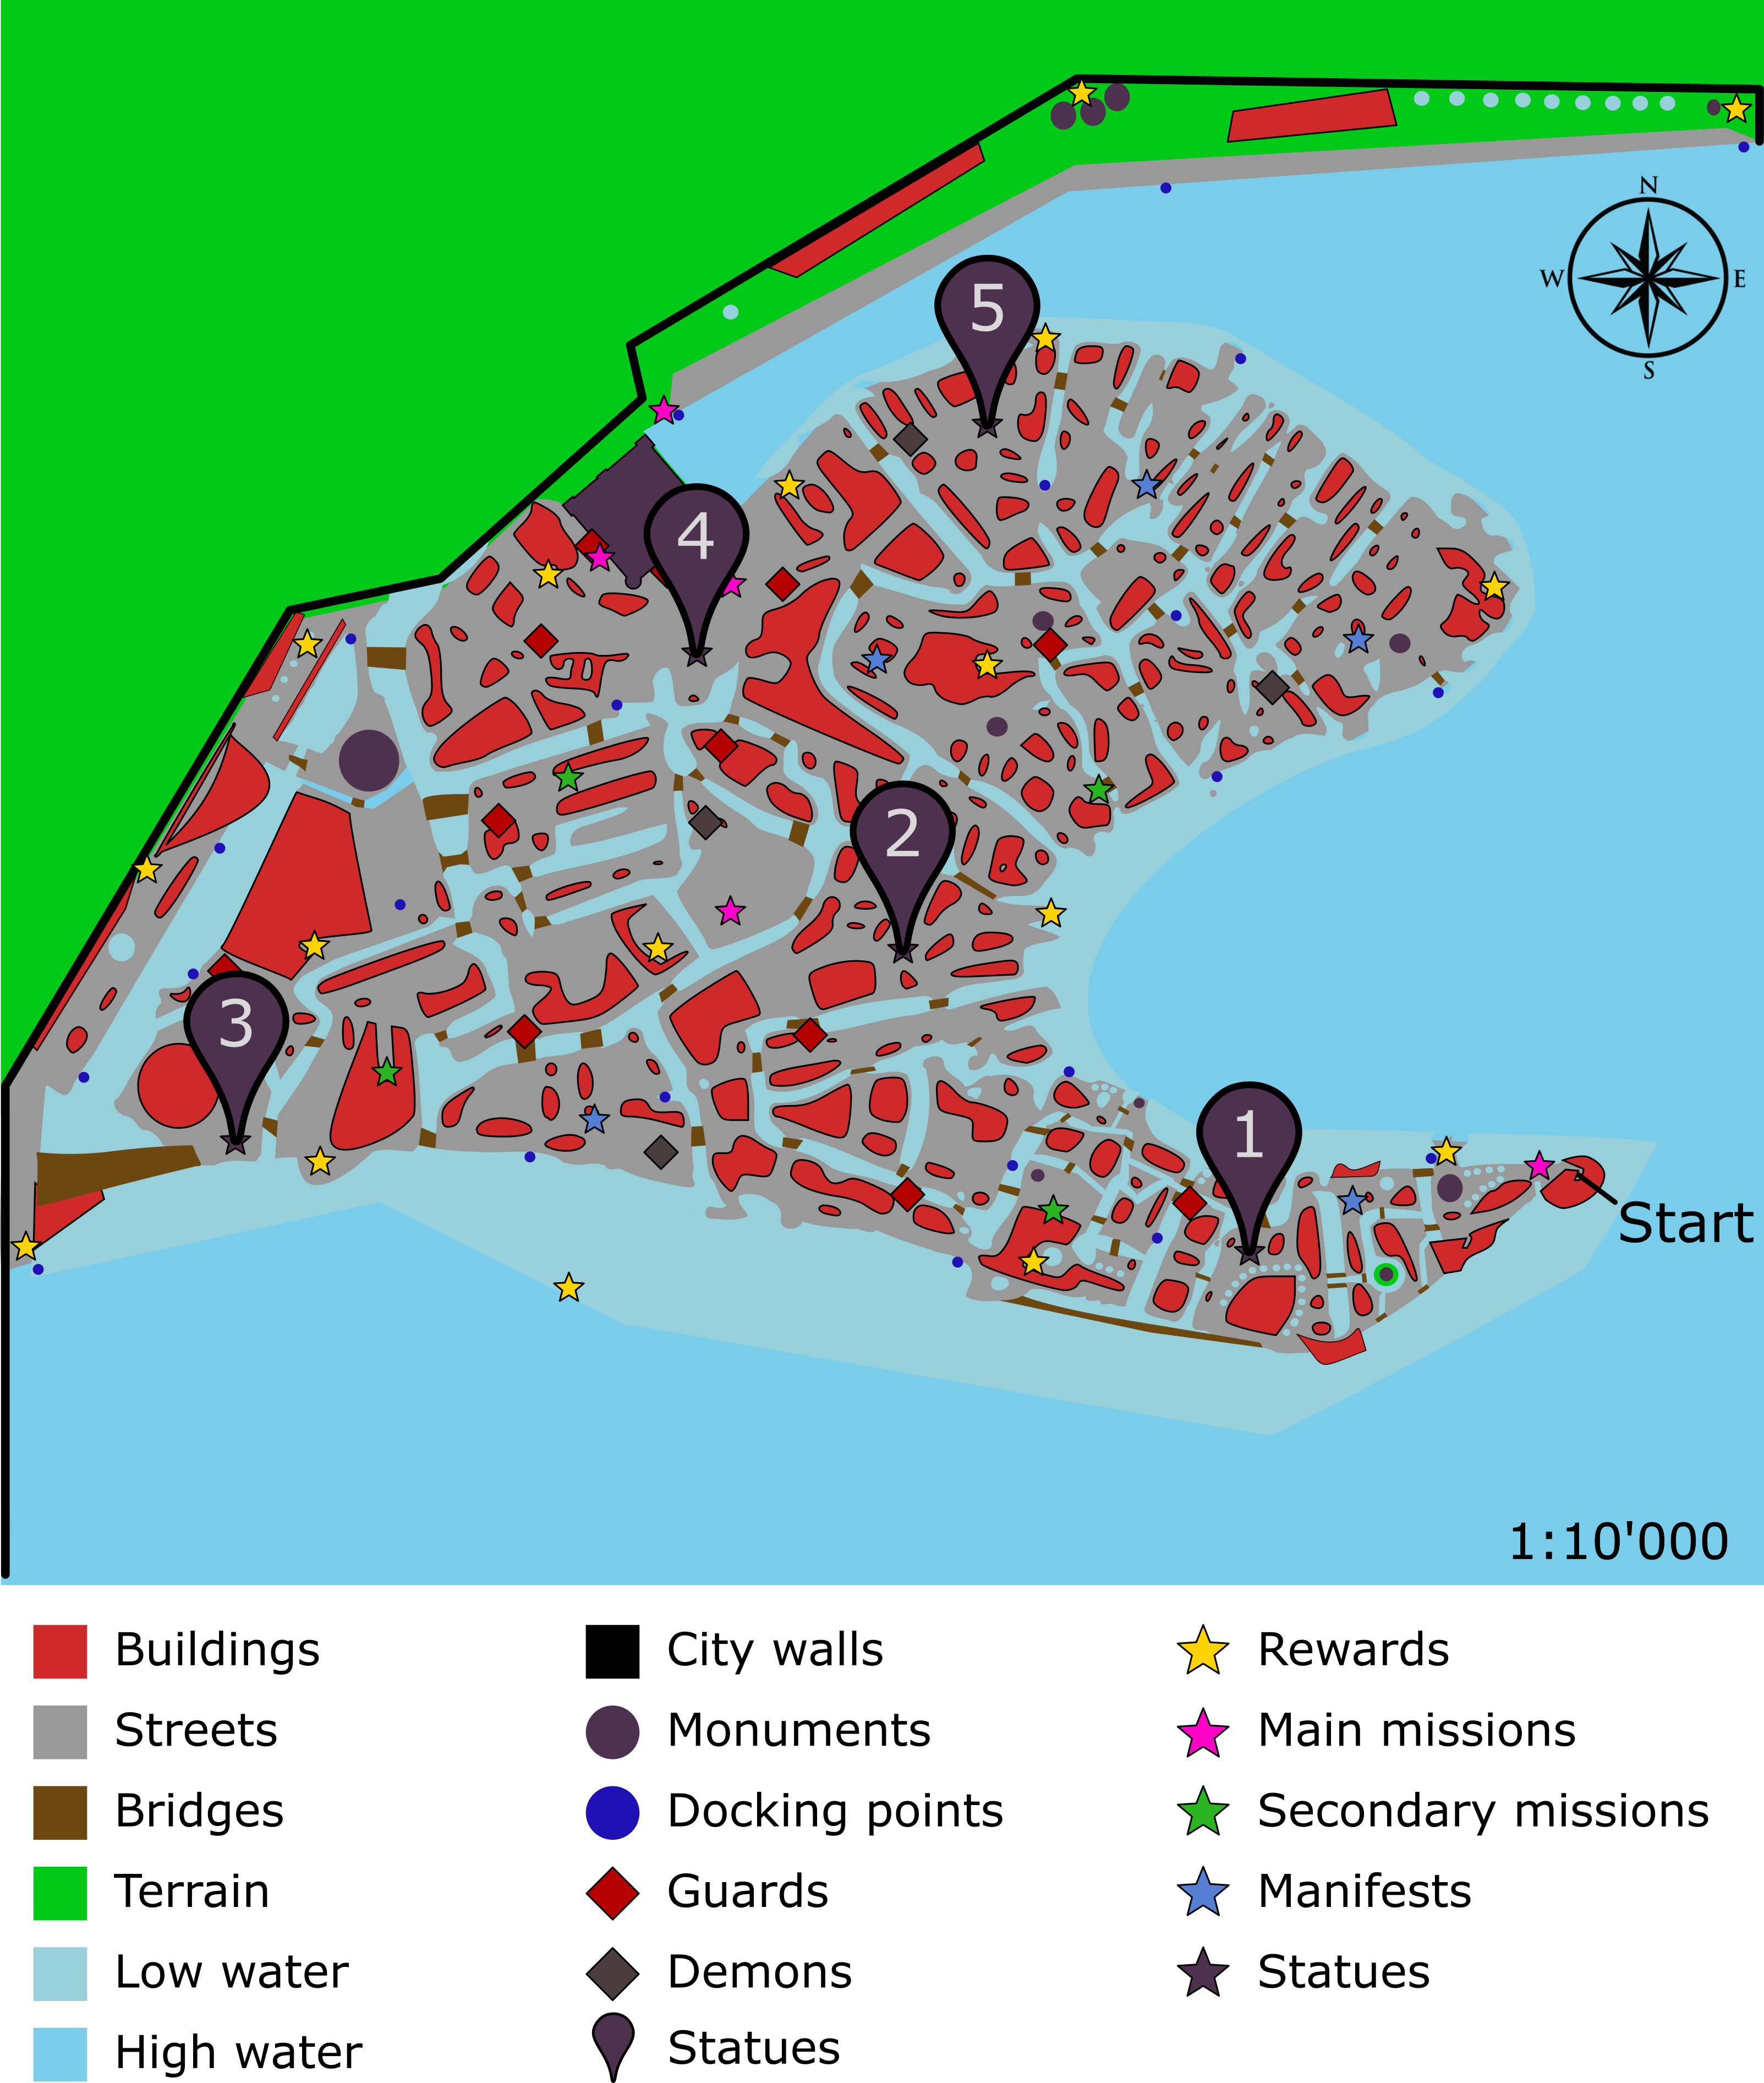 N
W E
S
5
4
2
3
1
Start
1:10'000
Buildings
City walls
Rewards
Streets
Monuments
Main missions
Bridges
Docking points
Secondary missions
Terrain
Guards
Manifests
Low water
Demons
Statues
High water
Statues